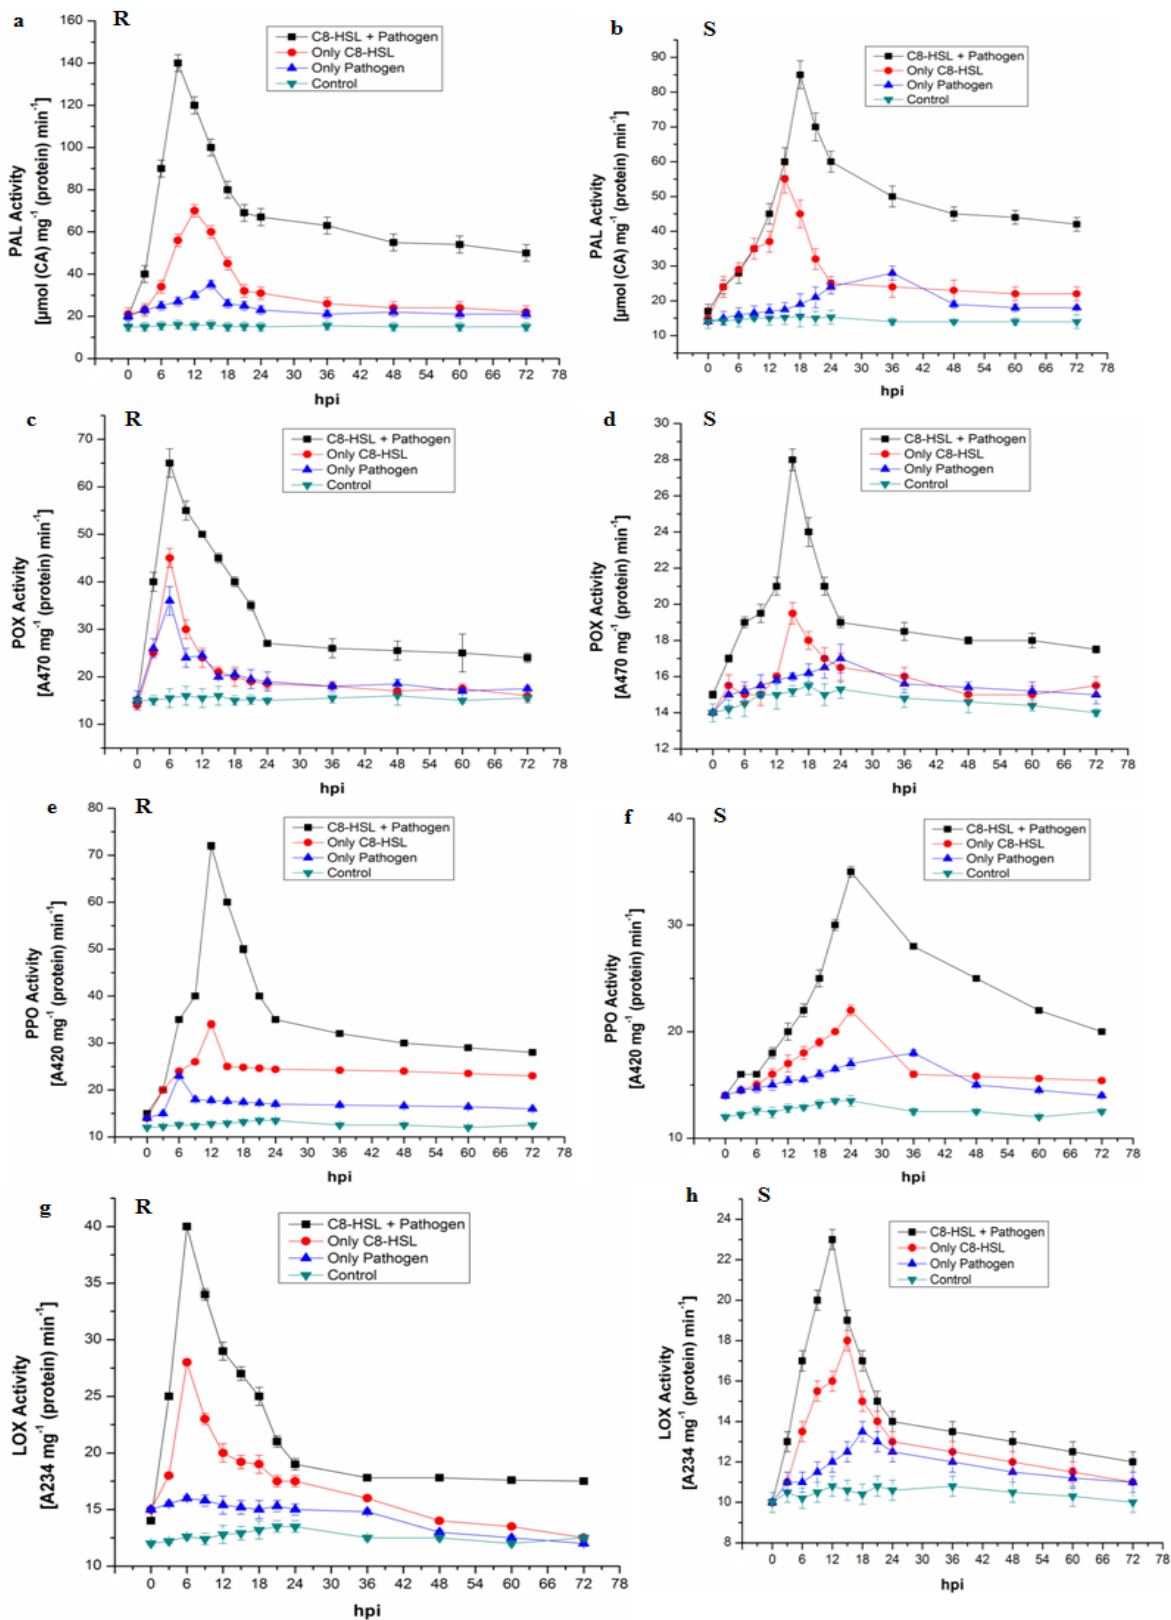 a R
C8-HSL + Pathogen
Only C8-HSL
Only Pathogen
Control
PAL Activity
[µmol (CA) mg⁻¹ (protein) min⁻¹]
160
140
120
100
80
60
40
20
0
0 6 12 18 24 30 36 42 48 54 60 66 72 78
hpi
b S
C8-HSL + Pathogen
Only C8-HSL
Only Pathogen
Control
PAL Activity
[µmol (CA) mg⁻¹ (protein) min⁻¹]
90
80
70
60
50
40
30
20
10
0 6 12 18 24 30 36 42 48 54 60 66 72 78
hpi
c R
C8-HSL + Pathogen
Only C8-HSL
Only Pathogen
Control
POX Activity
[A470 mg⁻¹ (protein) min⁻¹]
70
60
50
40
30
20
10
0 6 12 18 24 30 36 42 48 54 60 66 72 78
hpi
d S
C8-HSL + Pathogen
Only C8-HSL
Only Pathogen
Control
POX Activity
[A470 mg⁻¹ (protein) min⁻¹]
30
28
26
24
22
20
18
16
14
12
0 6 12 18 24 30 36 42 48 54 60 66 72 78
hpi
e R
C8-HSL + Pathogen
Only C8-HSL
Only Pathogen
Control
PPO Activity
[A420 mg⁻¹ (protein) min⁻¹]
80
70
60
50
40
30
20
10
0 6 12 18 24 30 36 42 48 54 60 66 72 78
hpi
f S
C8-HSL + Pathogen
Only C8-HSL
Only Pathogen
Control
PPO Activity
[A420 mg⁻¹ (protein) min⁻¹]
40
30
20
10
0 6 12 18 24 30 36 42 48 54 60 66 72 78
hpi
g R
C8-HSL + Pathogen
Only C8-HSL
Only Pathogen
Control
LOX Activity
[A234 mg⁻¹ (protein) min⁻¹]
40
35
30
25
20
15
10
0 6 12 18 24 30 36 42 48 54 60 66 72 78
hpi
h S
C8-HSL + Pathogen
Only C8-HSL
Only Pathogen
Control
LOX Activity
[A234 mg⁻¹ (protein) min⁻¹]
24
22
20
18
16
14
12
10
8
0 6 12 18 24 30 36 42 48 54 60 66 72 78
hpi